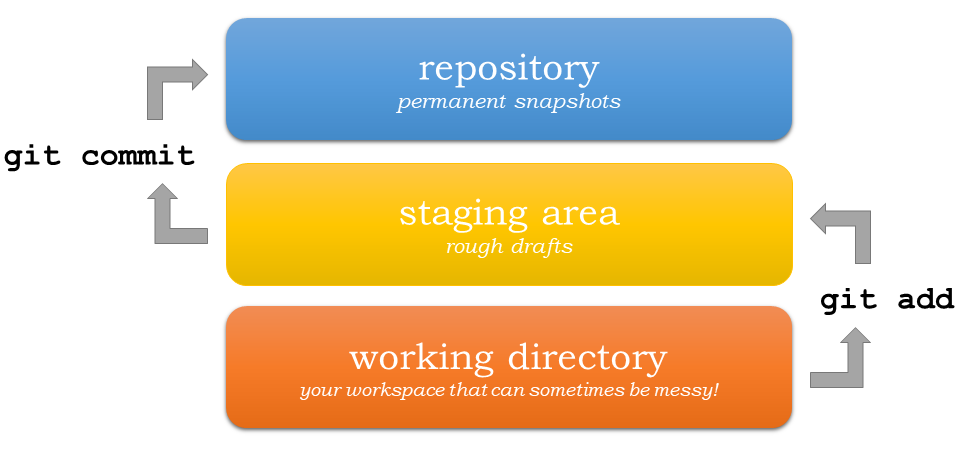 repository
permanent snapshots
git commit
staging area
rough drafts
git add
working directory
your workspace that can sometimes be messy!